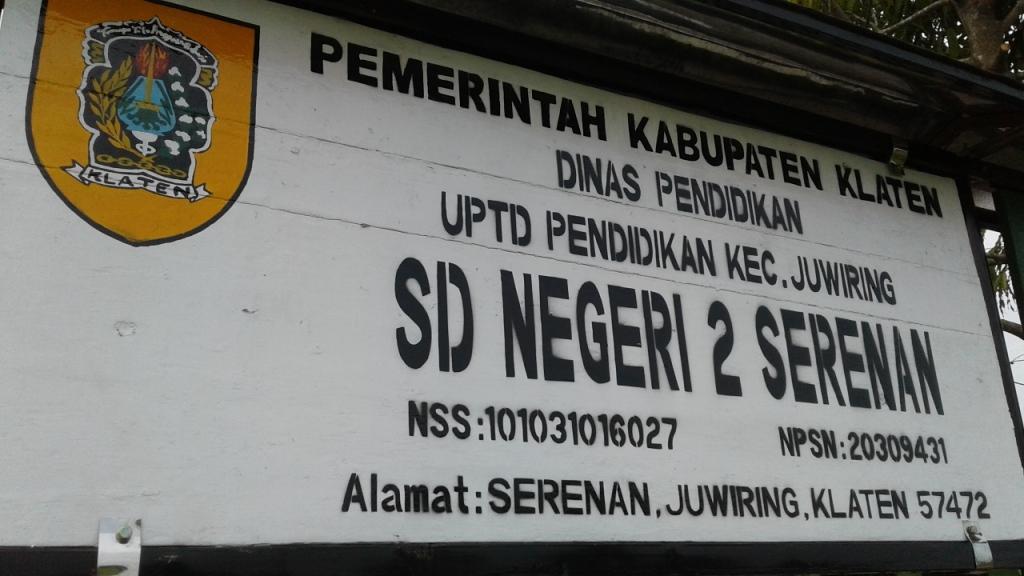 KLATEN
PEMERINTAH KABUPATEN KLATEN
DINAS PENDIDIKAN
UPTD PENDIDIKAN KEC. JUWIRING
SD NEGERI 2 SERENAN
NSS:101031016027 NPSN:20309431
Alamat:SERENAN,JUWIRING,KLATEN 57472